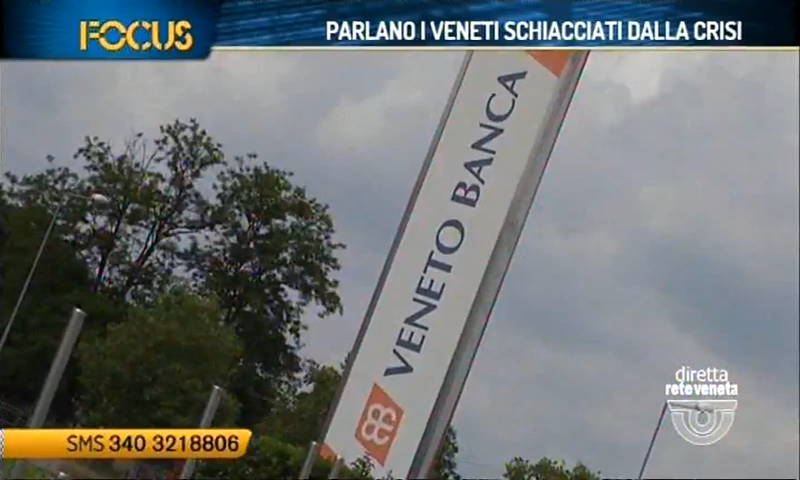 FOCUS
PARLANO I VENETI SCHIACCIATI DALLA CRISI
VENETO BANCA
diretta
reteveneta
SMS 340 3218806